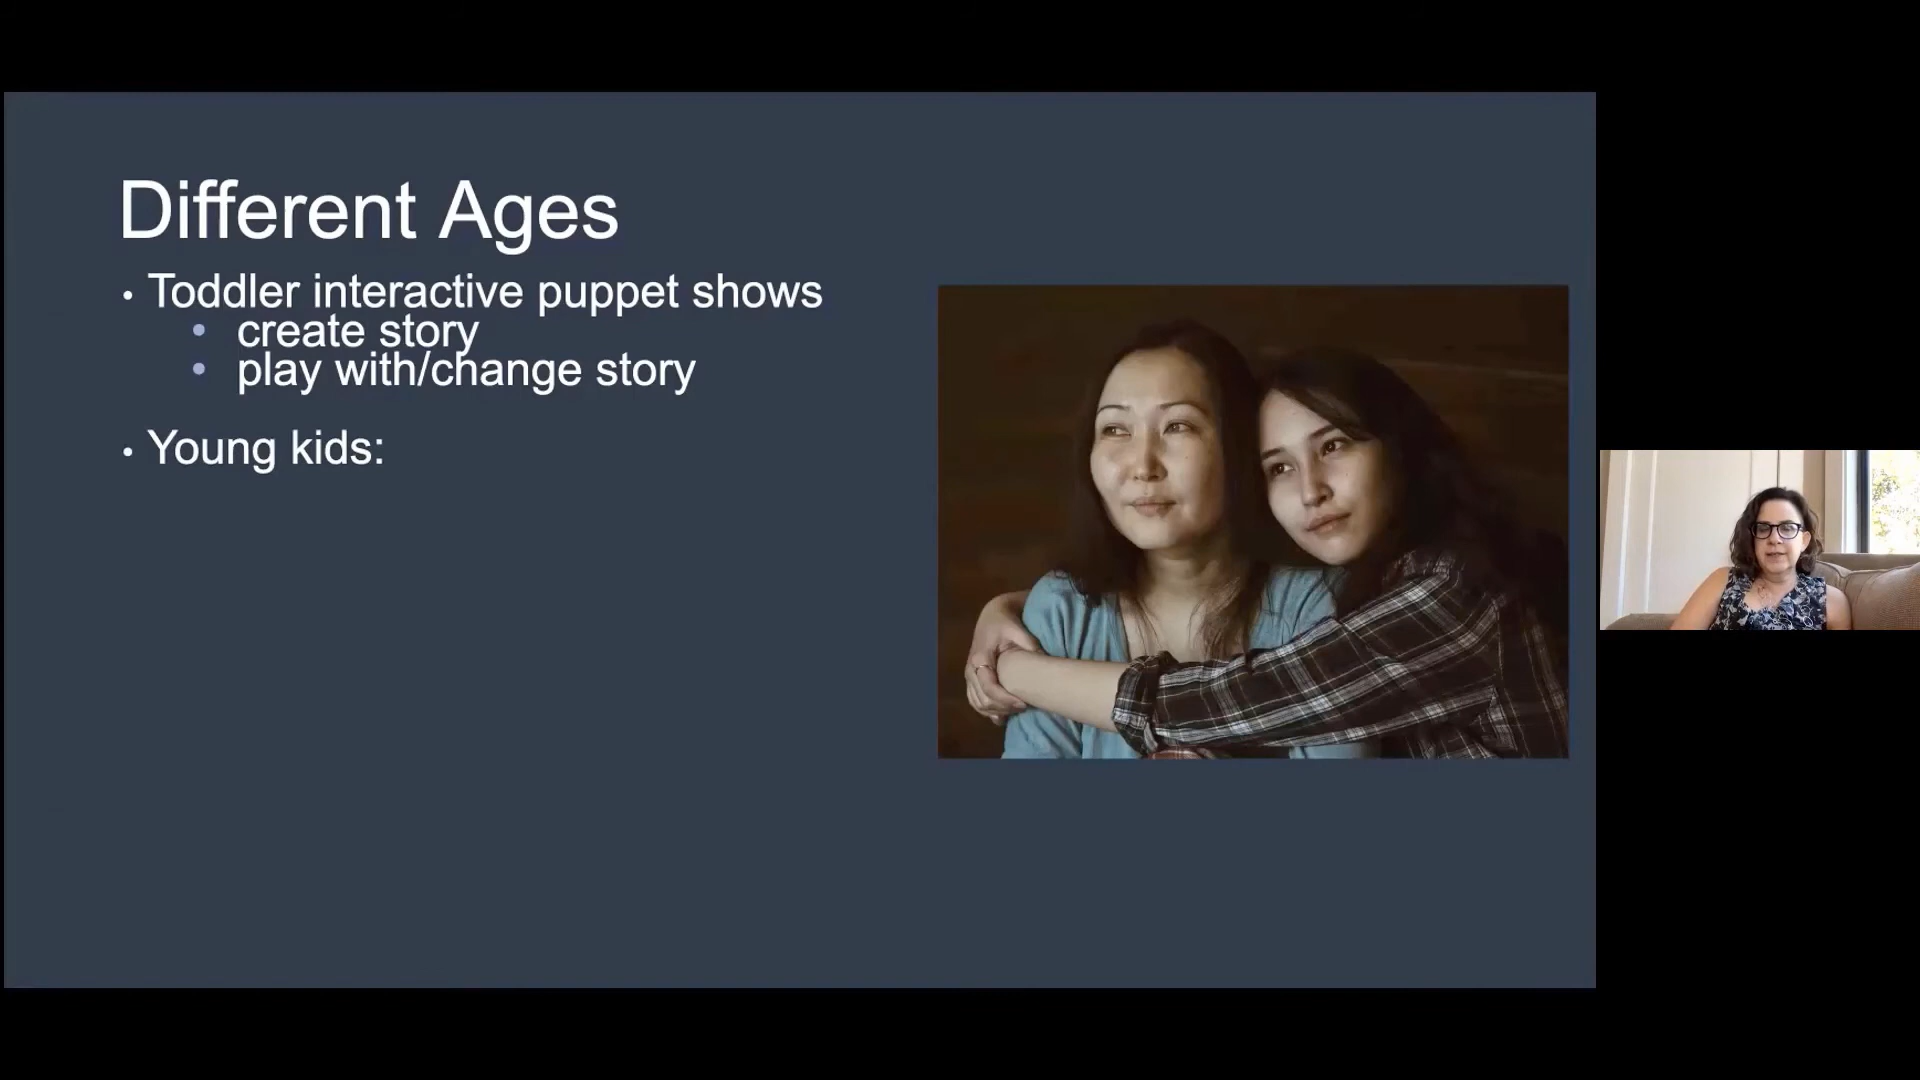 Different Ages
• Toddler interactive puppet shows
• create story
• play with/change story
• Young kids: